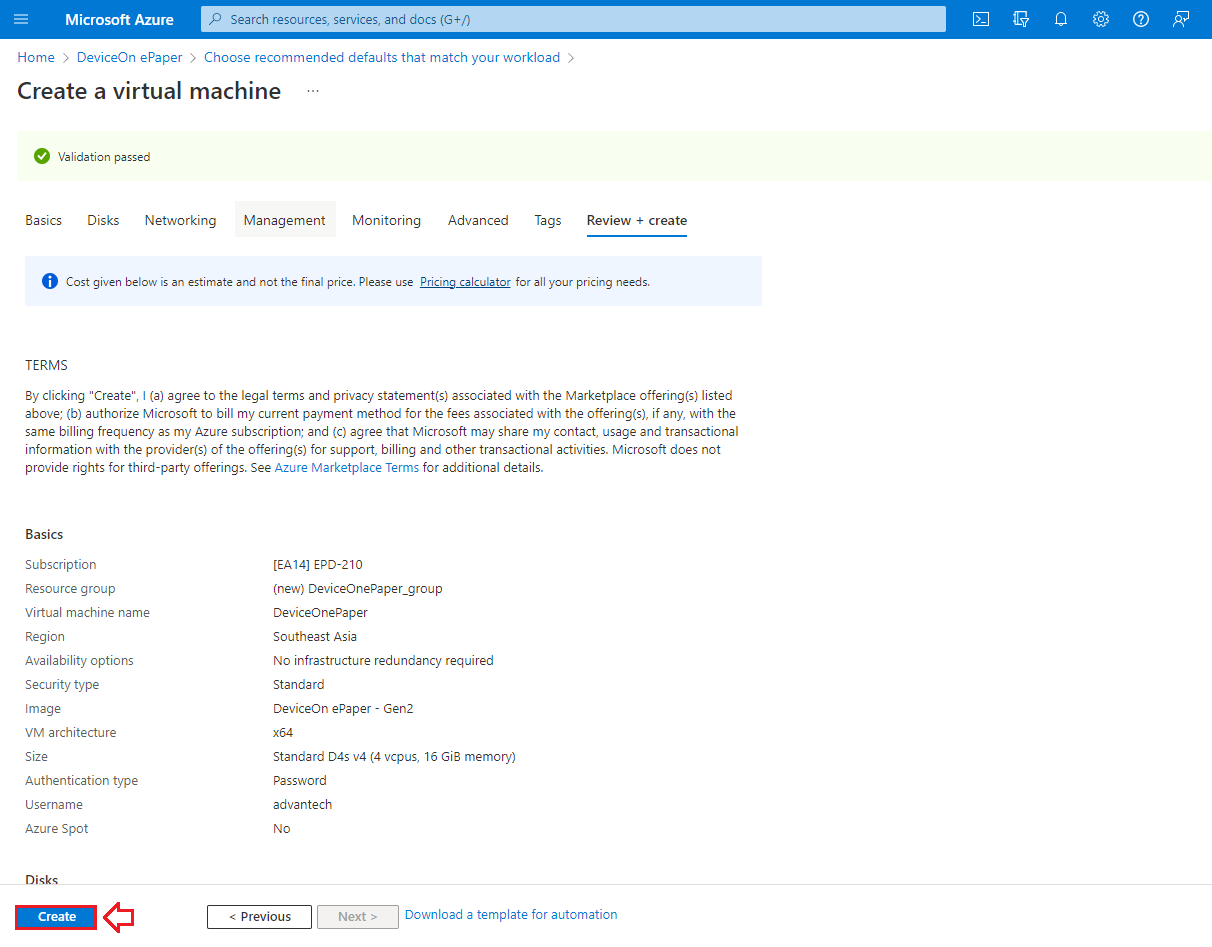 Microsoft Azure
Search resources, services, and docs (G+/)
Home > DeviceOn ePaper > Choose recommended defaults that match your workload >
Create a virtual machine ...
Validation passed
Basics Disks Networking Management Monitoring Advanced Tags Review + create
Cost given below is an estimate and not the final price. Please use Pricing calculator for all your pricing needs.
TERMS
By clicking "Create", I (a) agree to the legal terms and privacy statement(s) associated with the Marketplace offering(s) listed
above; (b) authorize Microsoft to bill my current payment method for the fees associated with the offering(s), if any, with the
same billing frequency as my Azure subscription; and (c) agree that Microsoft may share my contact, usage and transactional
information with the provider(s) of the offering(s) for support, billing and other transactional activities. Microsoft does not
provide rights for third-party offerings. See Azure Marketplace Terms for additional details.
Basics
Subscription [EA14] EPD-210
Resource group (new) DeviceOnePaper_group
Virtual machine name DeviceOnePaper
Region Southeast Asia
Availability options No infrastructure redundancy required
Security type Standard
Image DeviceOn ePaper - Gen2
VM architecture x64
Size Standard D4s v4 (4 vcpus, 16 GiB memory)
Authentication type Password
Username advantech
Azure Spot No
Disks
Create < Previous Next > Download a template for automation